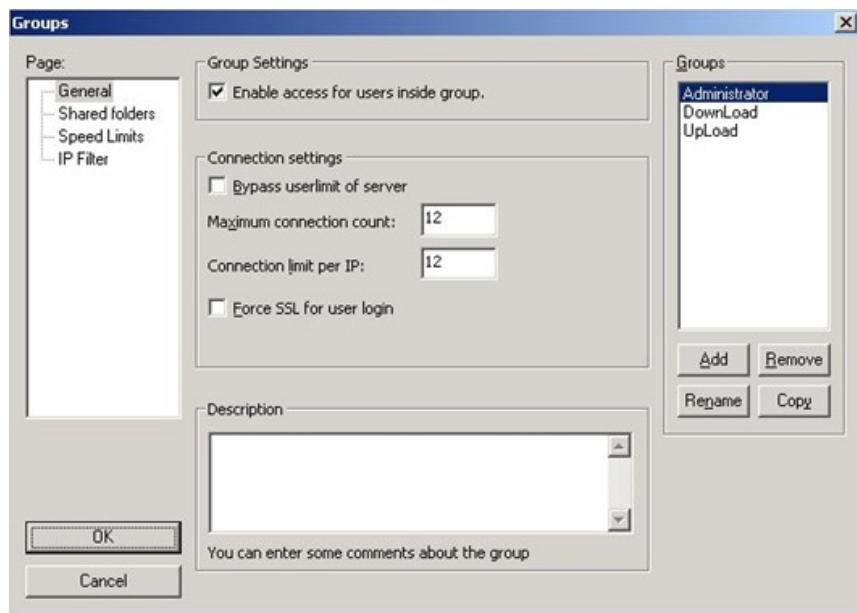 Groups
Page:
General
Shared folders
Speed Limits
IP Filter
OK
Cancel
Group Settings
Enable access for users inside group.
Connection settings
Bypass userlimit of server
Maximum connection count: 12
Connection limit per IP: 12
Force SSL for user login
Description
You can enter some comments about the group
Groups
Administrator
DownLoad
UpLoad
Add Remove
Rename Copy